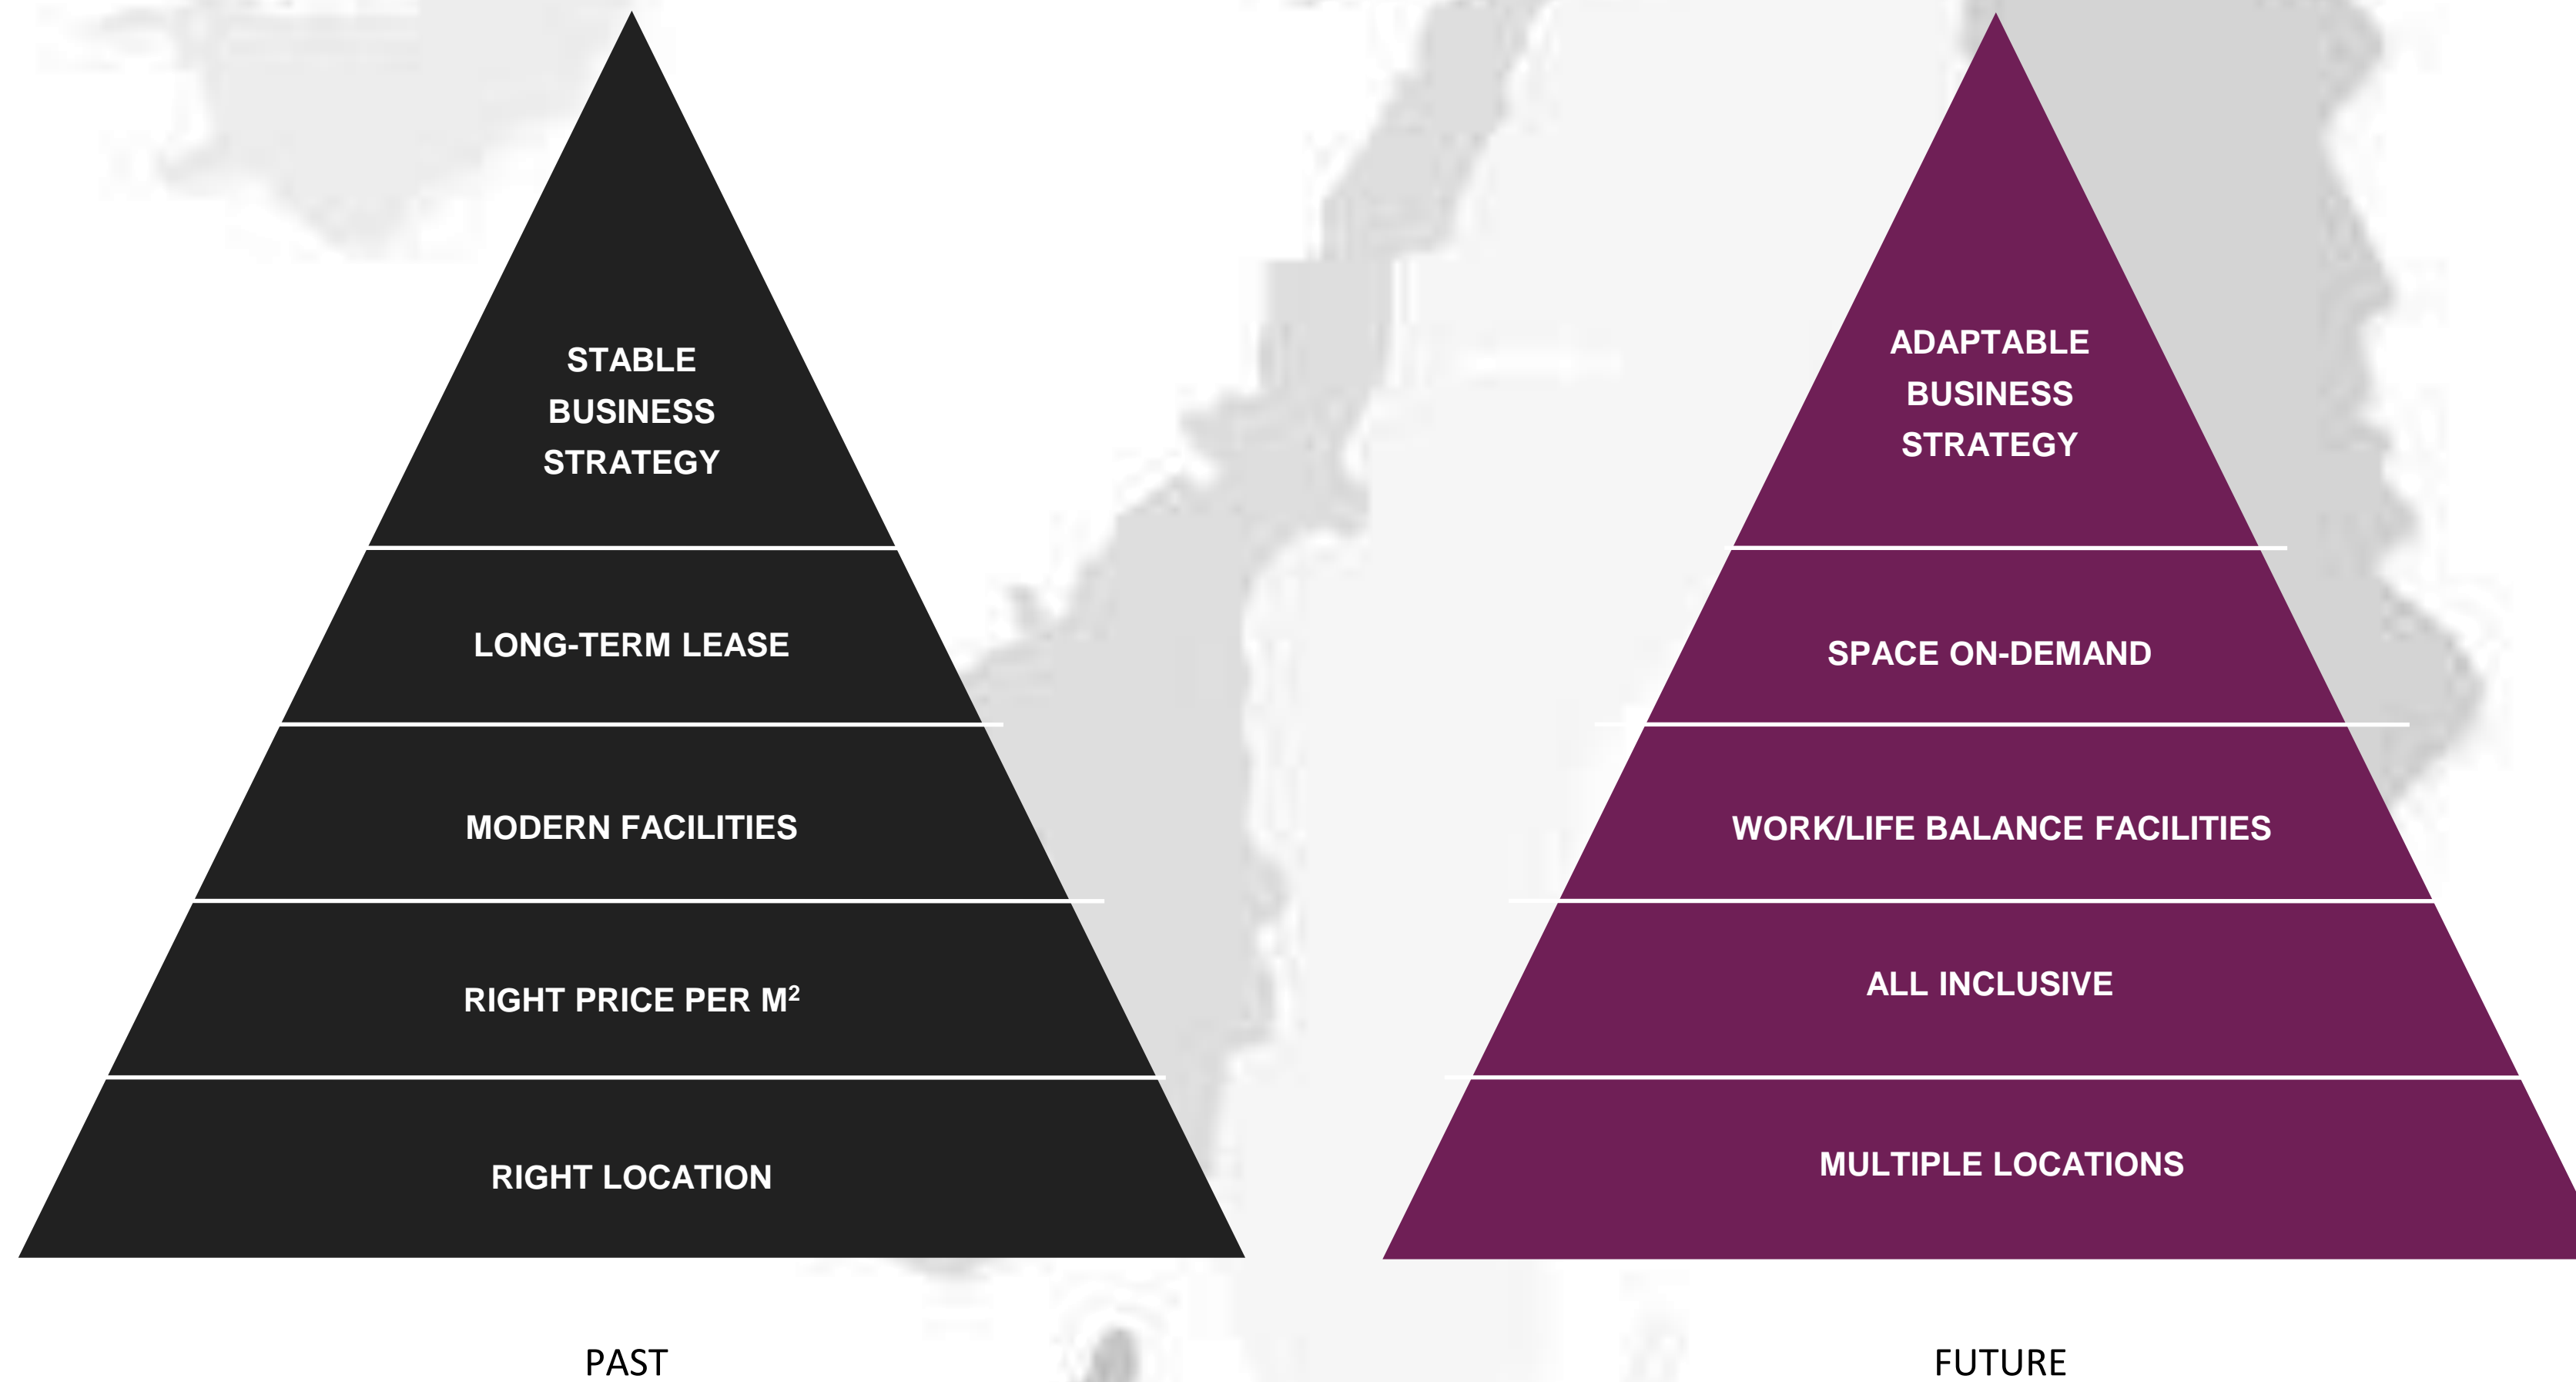 STABLE
BUSINESS
STRATEGY
LONG-TERM LEASE
MODERN FACILITIES
RIGHT PRICE PER M²
RIGHT LOCATION
PAST
ADAPTABLE
BUSINESS
STRATEGY
SPACE ON-DEMAND
WORK/LIFE BALANCE FACILITIES
ALL INCLUSIVE
MULTIPLE LOCATIONS
FUTURE